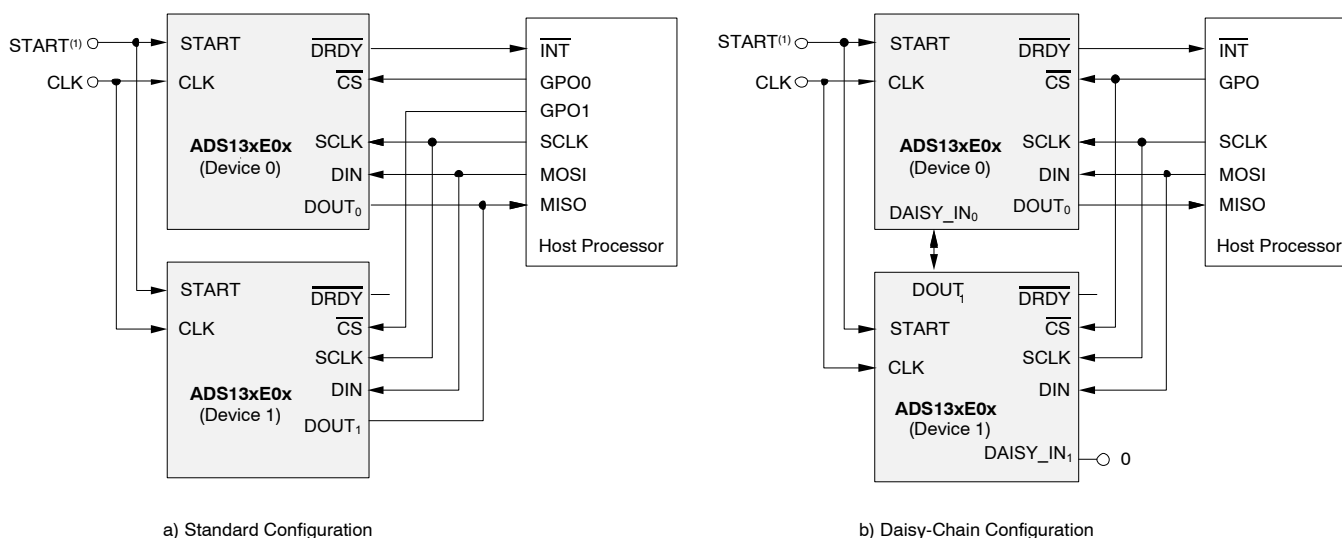 START(1)
CLK
START
CLK
DRDY
CS
ADS13xE0x
(Device 0)
SCLK
DIN
DOUT0
INT
GPO0
GPO1
SCLK
MOSI
MISO
Host Processor
START
CLK
DRDY
CS
SCLK
ADS13xE0x
(Device 1)
DIN
DOUT1
a) Standard Configuration
START(1)
CLK
START
CLK
DRDY
CS
ADS13xE0x
(Device 0)
SCLK
DIN
DAISY_IN0
DOUT0
INT
GPO
SCLK
MOSI
MISO
Host Processor
DOUT1
DRDY
START
CS
CLK
SCLK
DIN
ADS13xE0x
(Device 1)
DAISY_IN1
0
b) Daisy-Chain Configuration